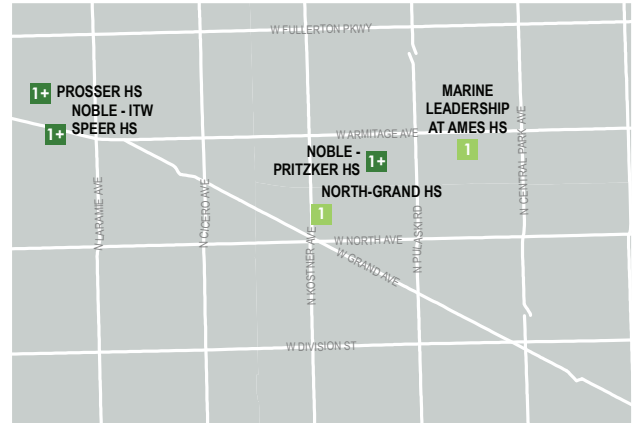 W FULLERTON PKWY
1+ PROSSER HS
NOBLE - ITW
1+ SPEER HS
MARINE
LEADERSHIP
AT AMES HS
1
W ARMITAGE AVE
NOBLE -
PRITZKER HS
1+
NORTH-GRAND HS
1
N LARAMIE AVE
N CICERO AVE
N KOSTNER AVE
N PULASKI RD
N CENTRAL PARK AVE
W NORTH AVE
W GRAND AVE
W DIVISION ST